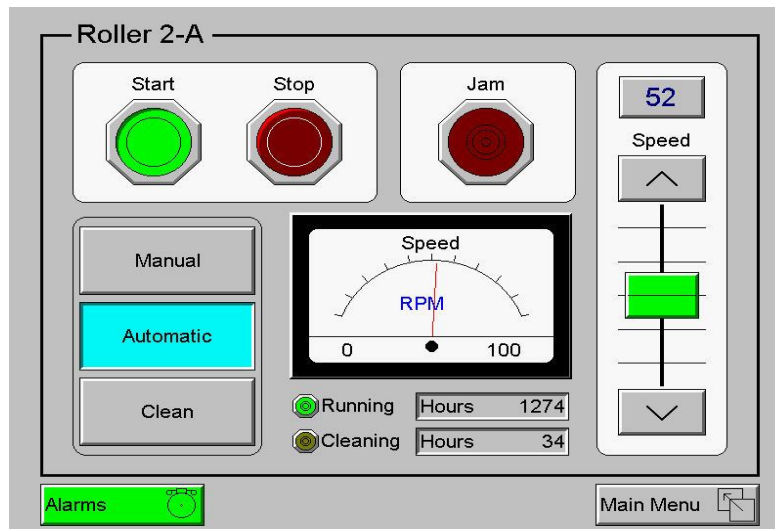 Roller 2-A
Start
Stop
Jam
52
Speed
Manual
Automatic
Clean
Speed
RPM
0
100
Running
Hours 1274
Cleaning
Hours 34
Alarms
Main Menu